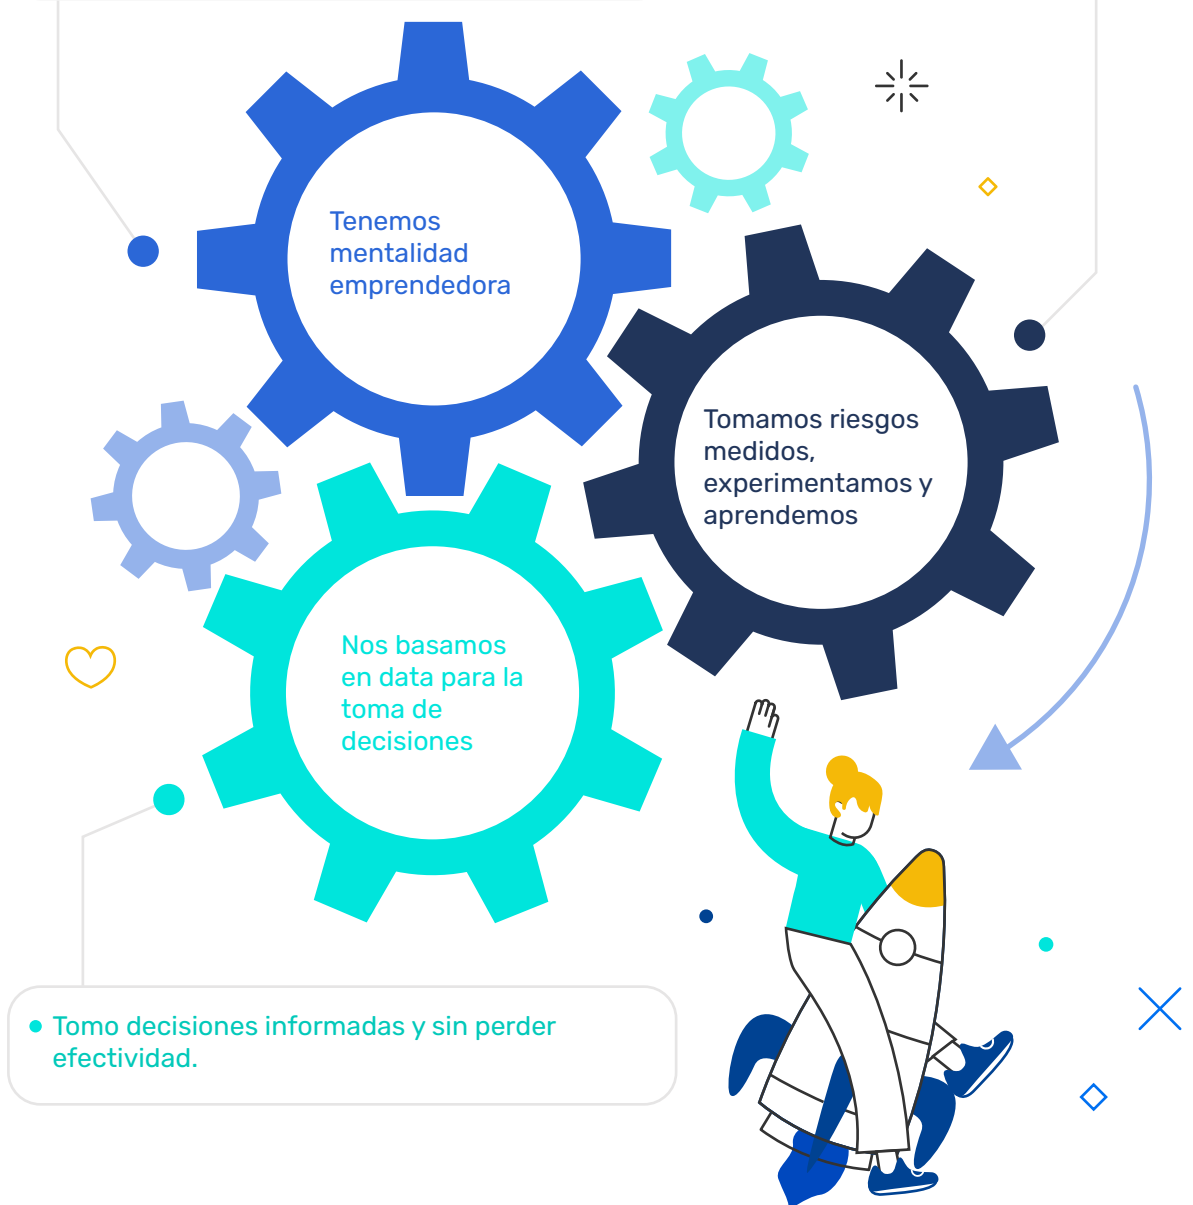 Tenemos
mentalidad
emprendedora
Tomamos riesgos
medidos,
experimentamos y
aprendemos
Nos basamos
en data para la
toma de
decisiones
Tomo decisiones informadas y sin perder
efectividad.